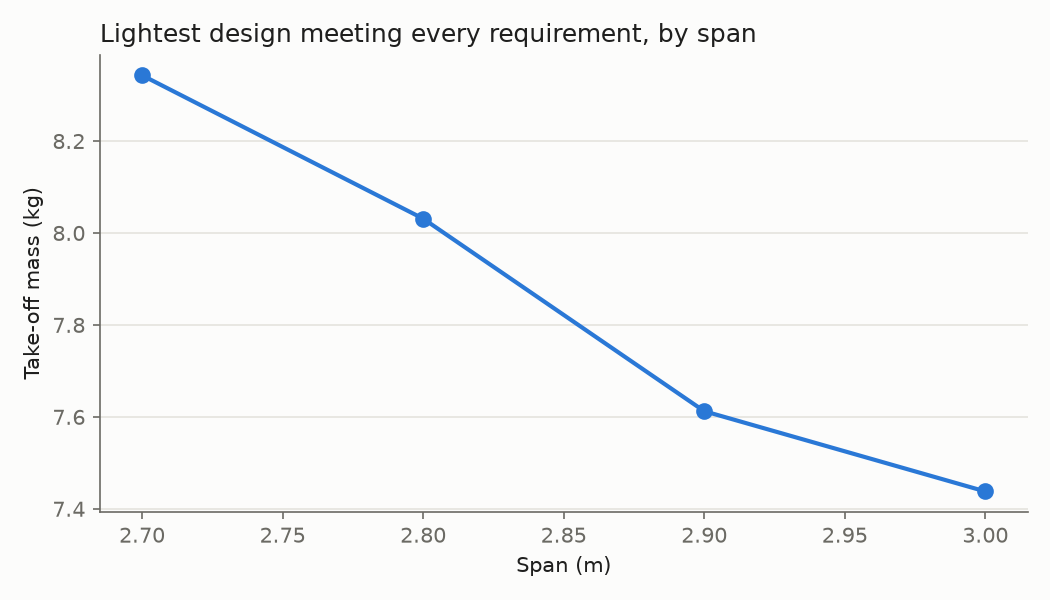 Lightest design meeting every requirement, by span
Take-off mass (kg)
8.2
8.0
7.8
7.6
7.4
2.70 2.75 2.80 2.85 2.90 2.95 3.00
Span (m)